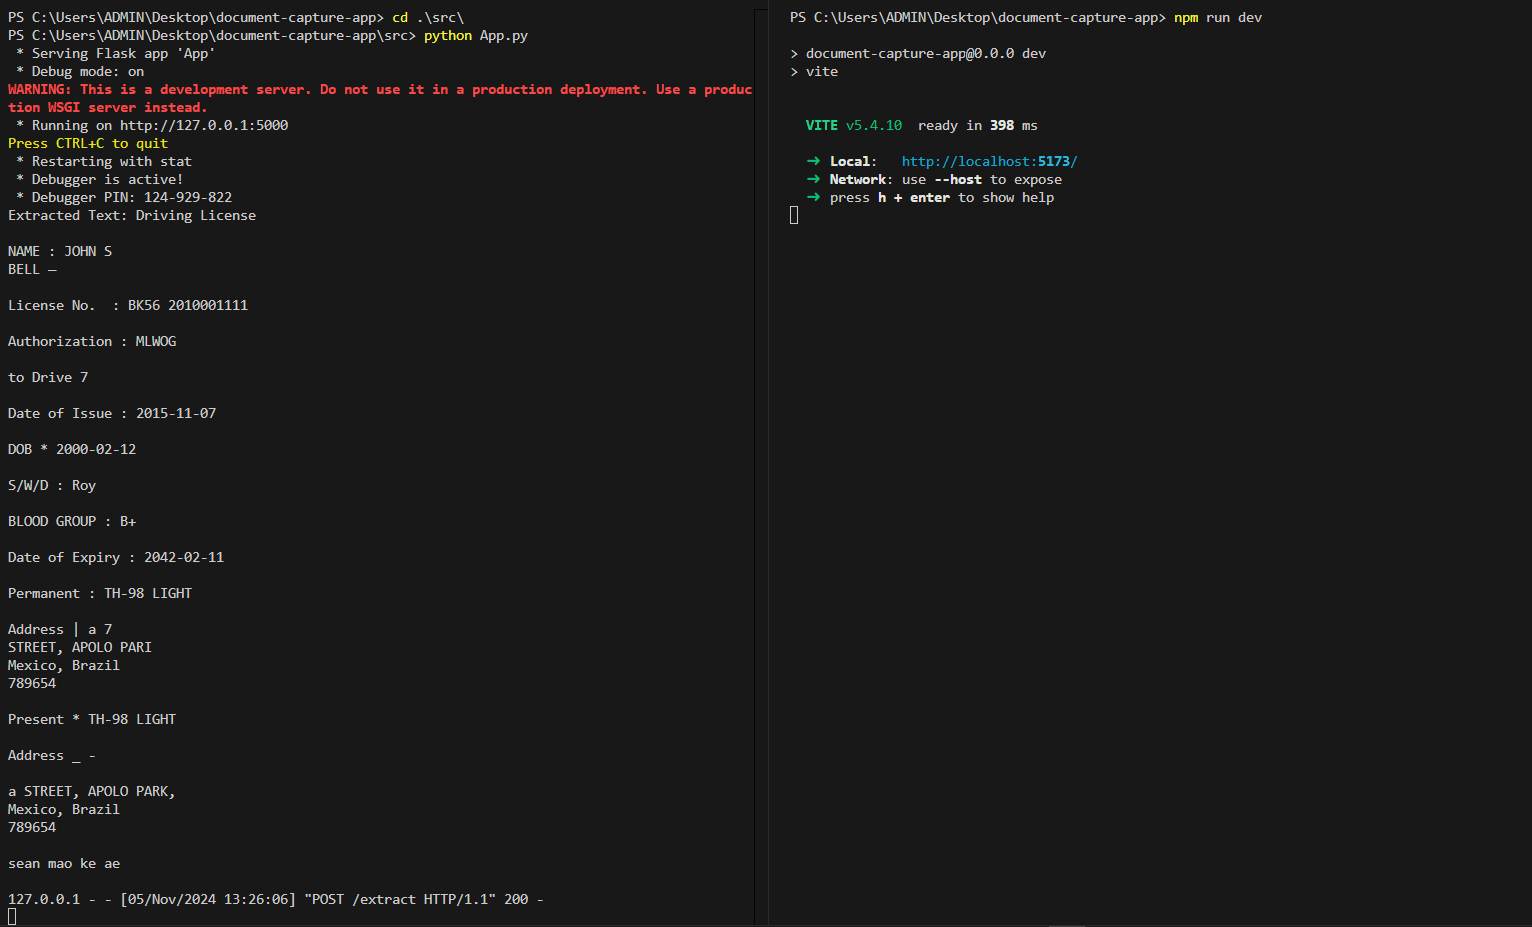 PS C:\Users\ADMIN\Desktop\document-capture-app> cd .\src\
PS C:\Users\ADMIN\Desktop\document-capture-app\src> python App.py
 * Serving Flask app 'App'
 * Debug mode: on
WARNING: This is a development server. Do not use it in a production deployment. Use a produc
tion WSGI server instead.
 * Running on http://127.0.0.1:5000
Press CTRL+C to quit
 * Restarting with stat
 * Debugger is active!
 * Debugger PIN: 124-929-822
Extracted Text: Driving License
NAME : JOHN S
BELL —
License No.  : BK56 2010001111
Authorization : MLWOG
to Drive 7
Date of Issue : 2015-11-07
DOB * 2000-02-12
S/W/D : Roy
BLOOD GROUP : B+
Date of Expiry : 2042-02-11
Permanent : TH-98 LIGHT
Address | a 7
STREET, APOLO PARI
Mexico, Brazil
789654
Present * TH-98 LIGHT
Address _ -
a STREET, APOLO PARK,
Mexico, Brazil
789654
sean mao ke ae
127.0.0.1 - - [05/Nov/2024 13:26:06] "POST /extract HTTP/1.1" 200 -
PS C:\Users\ADMIN\Desktop\document-capture-app> npm run dev
> document-capture-app@0.0.0 dev
> vite
VITE v5.4.10  ready in 398 ms
➜ Local:   http://localhost:5173/
➜ Network: use --host to expose
➜ press h + enter to show help